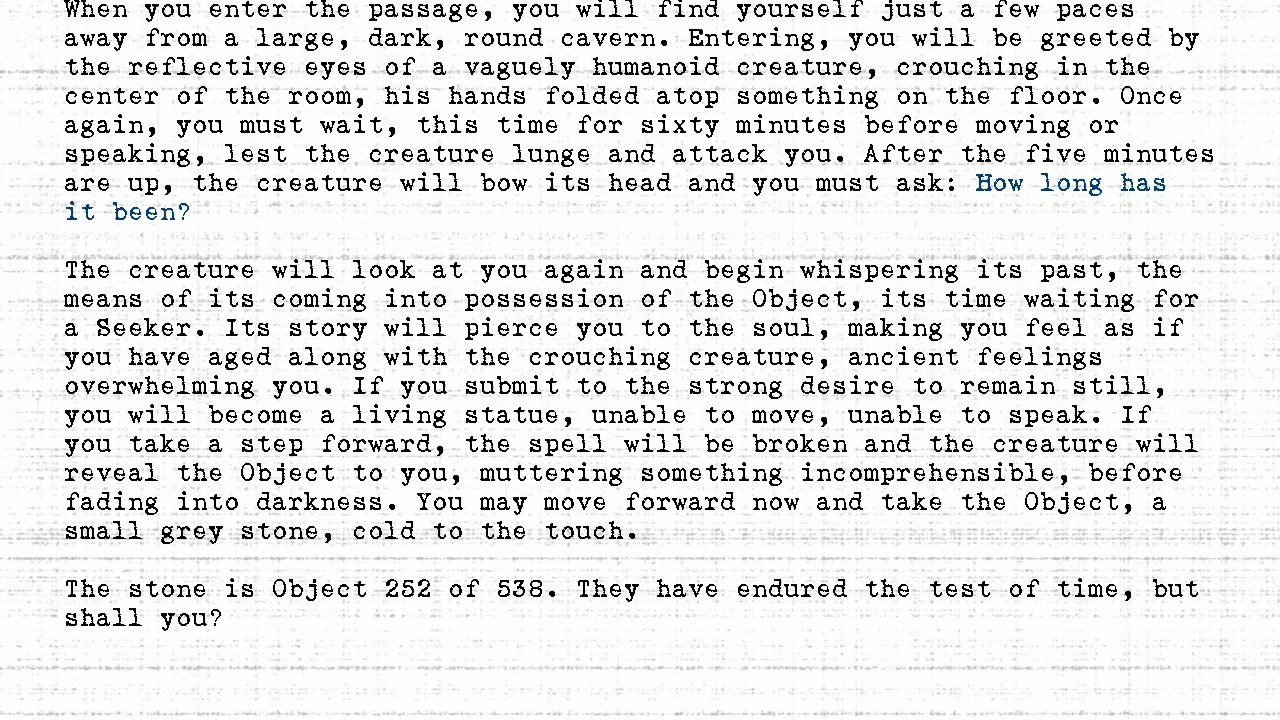 When you enter the passage, you will find yourself just a few paces
away from a large, dark, round cavern. Entering, you will be greeted by
the reflective eyes of a vaguely humanoid creature, crouching in the
center of the room, his hands folded atop something on the floor. Once
again, you must wait, this time for sixty minutes before moving or
speaking, lest the creature lunge and attack you. After the five minutes
are up, the creature will bow its head and you must ask: How long has
it been?
The creature will look at you again and begin whispering its past, the
means of its coming into possession of the Object, its time waiting for
a Seeker. Its story will pierce you to the soul, making you feel as if
you have aged along with the crouching creature, ancient feelings
overwhelming you. If you submit to the strong desire to remain still,
you will become a living statue, unable to move, unable to speak. If
you take a step forward, the spell will be broken and the creature will
reveal the Object to you, muttering something incomprehensible, before
fading into darkness. You may move forward now and take the Object, a
small grey stone, cold to the touch.
The stone is Object 252 of 538. They have endured the test of time, but
shall you?